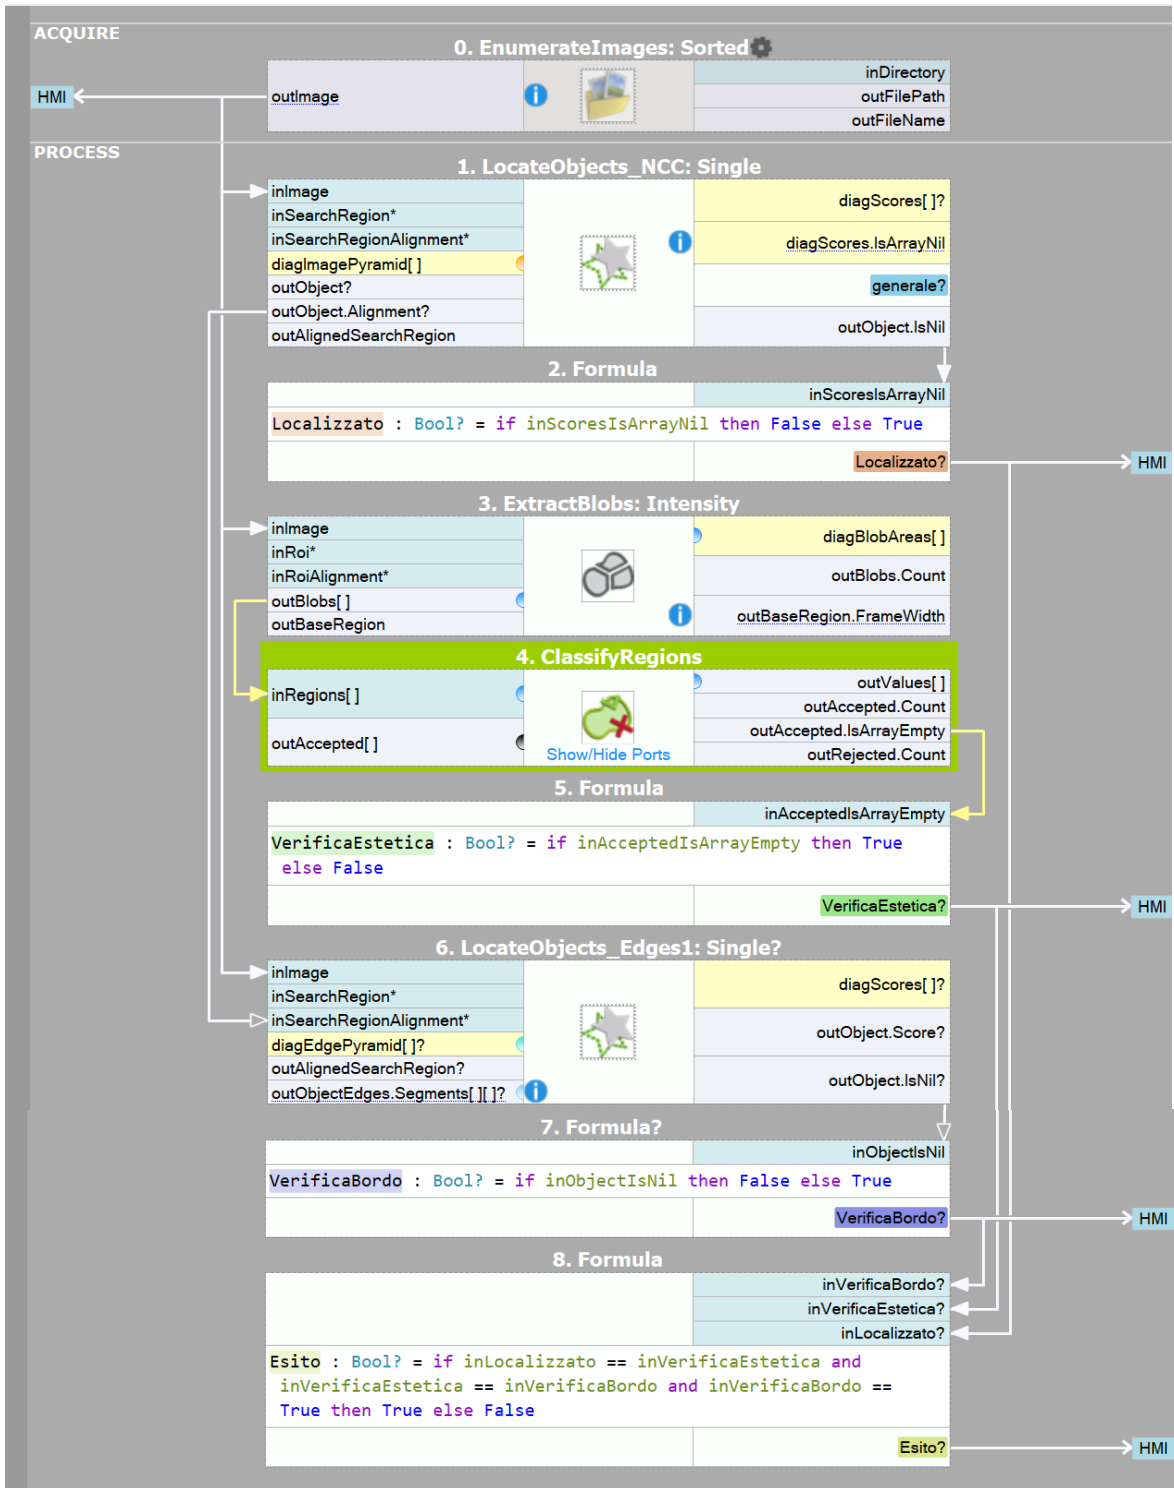 ACQUIRE
0. EnumerateImages: Sorted
HMI
outImage
inDirectory
outFilePath
outFileName
PROCESS
1. LocateObjects_NCC: Single
inImage
inSearchRegion*
inSearchRegionAlignment*
diagImagePyramid[ ]
outObject?
outObject.Alignment?
outAlignedSearchRegion
diagScores[ ]?
diagScores.IsArrayNil
generale?
outObject.IsNil
2. Formula
inScoresIsArrayNil
Localizzato : Bool? = if inScoresIsArrayNil then False else True
Localizzato?
HMI
3. ExtractBlobs: Intensity
inImage
inRoi*
inRoiAlignment*
outBlobs[ ]
outBaseRegion
diagBlobAreas[ ]
outBlobs.Count
outBaseRegion.FrameWidth
4. ClassifyRegions
inRegions[ ]
outAccepted[ ]
Show/Hide Ports
outValues[ ]
outAccepted.Count
outAccepted.IsArrayEmpty
outRejected.Count
5. Formula
inAcceptedIsArrayEmpty
VerificaEstetica : Bool? = if inAcceptedIsArrayEmpty then True
else False
VerificaEstetica?
HMI
6. LocateObjects_Edges1: Single?
inImage
inSearchRegion*
inSearchRegionAlignment*
diagEdgePyramid[ ]?
outAlignedSearchRegion?
outObjectEdges.Segments[ ][ ]?
diagScores[ ]?
outObject.Score?
outObject.IsNil?
7. Formula?
inObjectIsNil
VerificaBordo : Bool? = if inObjectIsNil then False else True
VerificaBordo?
HMI
8. Formula
inVerificaBordo?
inVerificaEstetica?
inLocalizzato?
Esito : Bool? = if inLocalizzato == inVerificaEstetica and
inVerificaEstetica == inVerificaBordo and inVerificaBordo ==
True then True else False
Esito?
HMI